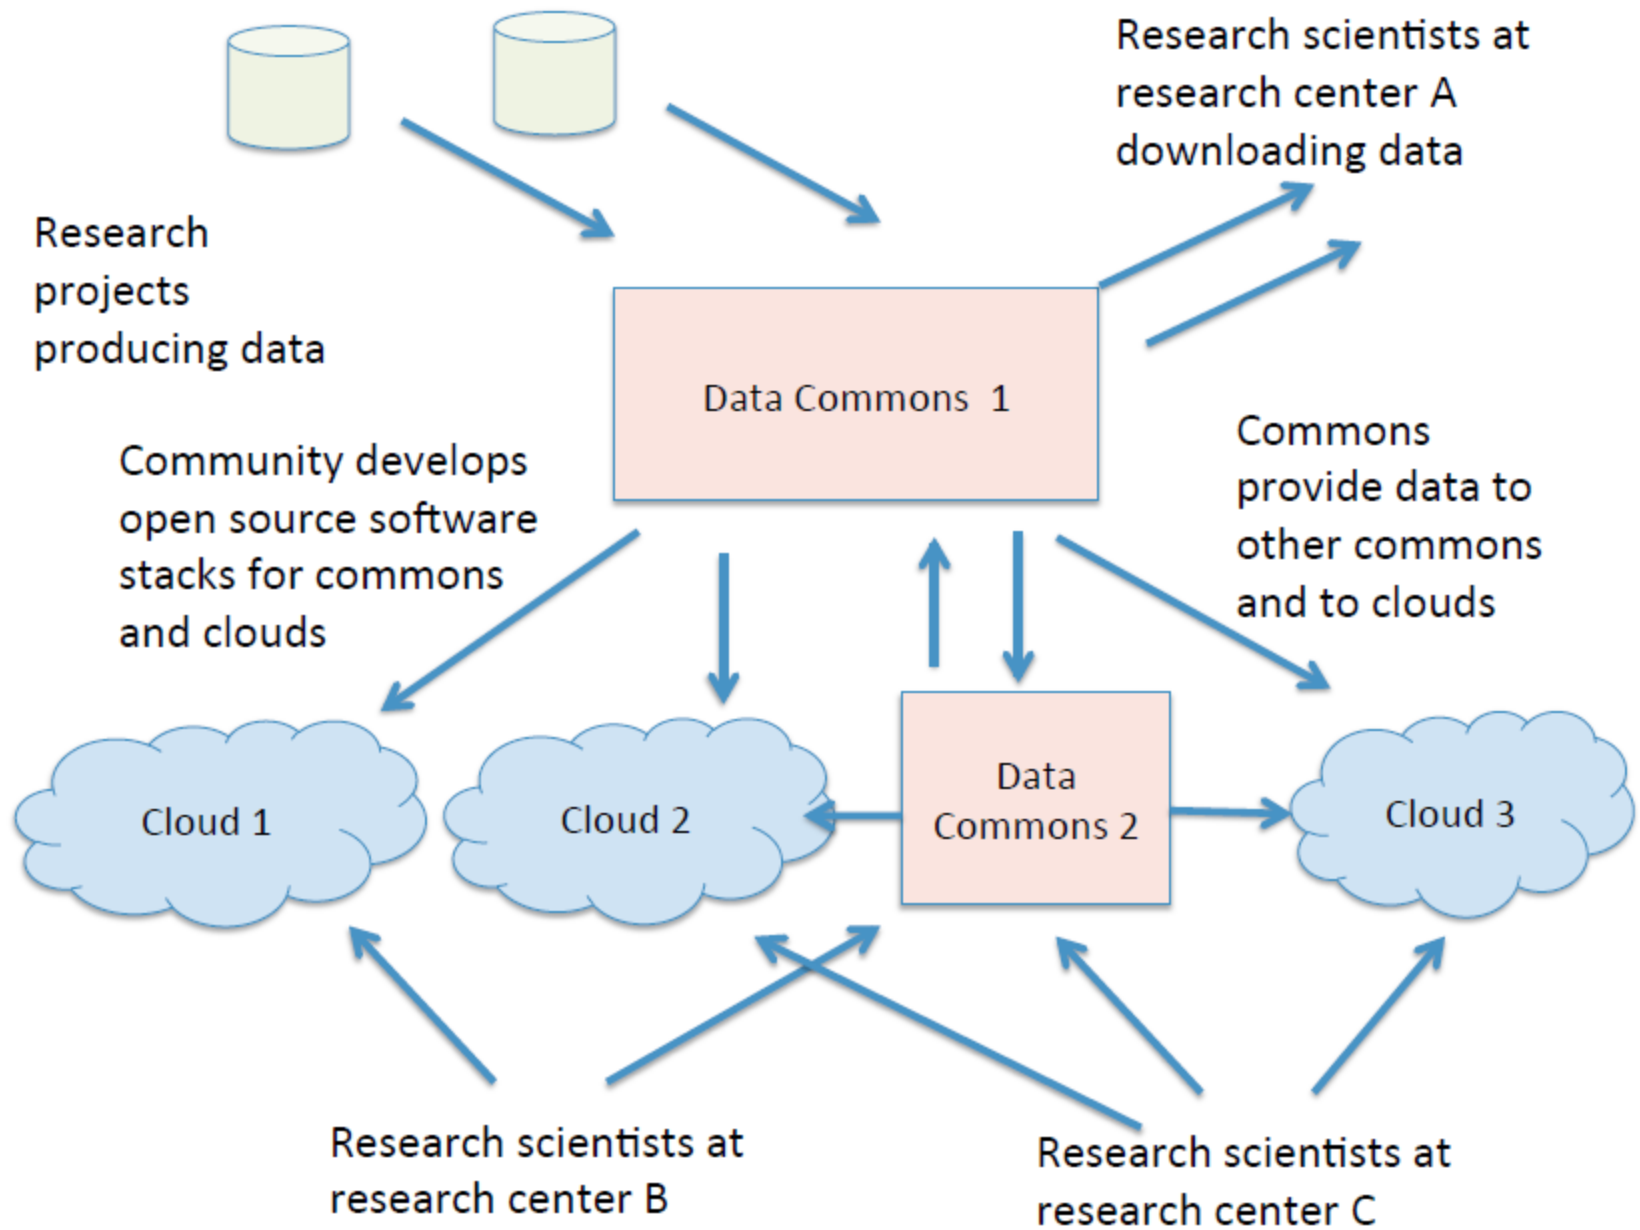 Research scientists at
research center A
downloading data
Research
projects
producing data
Data Commons  1
Community develops
open source software
stacks for commons
and clouds
Commons
provide data to
other commons
and to clouds
Cloud 1
Cloud 2
Data
Commons 2
Cloud 3
Research scientists at
research center B
Research scientists at
research center C